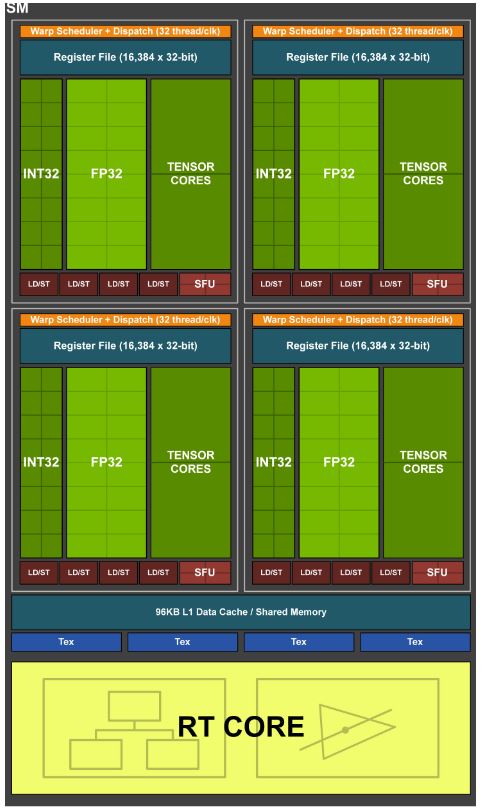 SM
Warp Scheduler + Dispatch (32 thread/clk)
Warp Scheduler + Dispatch (32 thread/clk)
Register File (16,384 x 32-bit)
Register File (16,384 x 32-bit)
INT32
FP32
TENSOR
CORES
INT32
FP32
TENSOR
CORES
LD/ST LD/ST LD/ST LD/ST SFU
LD/ST LD/ST LD/ST LD/ST SFU
Warp Scheduler + Dispatch (32 thread/clk)
Warp Scheduler + Dispatch (32 thread/clk)
Register File (16,384 x 32-bit)
Register File (16,384 x 32-bit)
INT32
FP32
TENSOR
CORES
INT32
FP32
TENSOR
CORES
LD/ST LD/ST LD/ST LD/ST SFU
LD/ST LD/ST LD/ST LD/ST SFU
96KB L1 Data Cache / Shared Memory
Tex Tex Tex Tex
RT CORE